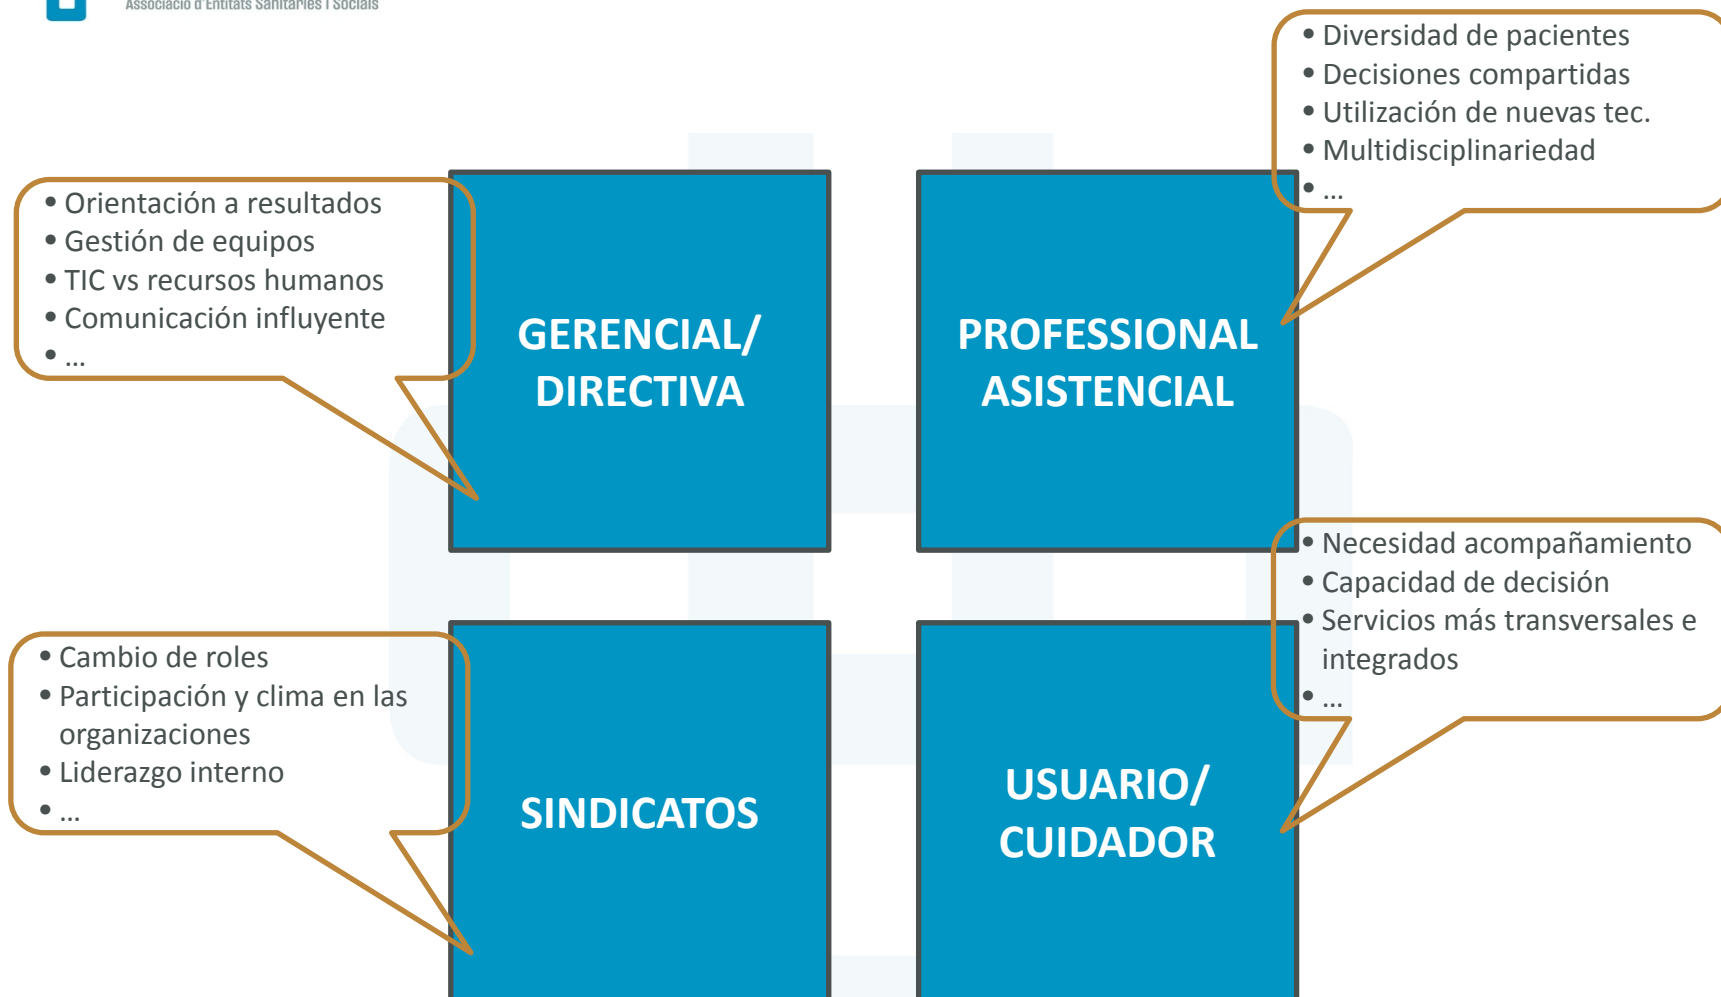 Associació d'Entitats Sanitàries i Socials
• Diversidad de pacientes
• Decisiones compartidas
• Utilización de nuevas tec.
• Multidisciplinariedad
• ...
• Orientación a resultados
• Gestión de equipos
• TIC vs recursos humanos
• Comunicación influyente
• ...
GERENCIAL/
DIRECTIVA
PROFESSIONAL
ASISTENCIAL
• Necesidad acompañamiento
• Capacidad de decisión
• Servicios más transversales e
integrados
• ...
• Cambio de roles
• Participación y clima en las
organizaciones
• Liderazgo interno
• ...
SINDICATOS
USUARIO/
CUIDADOR